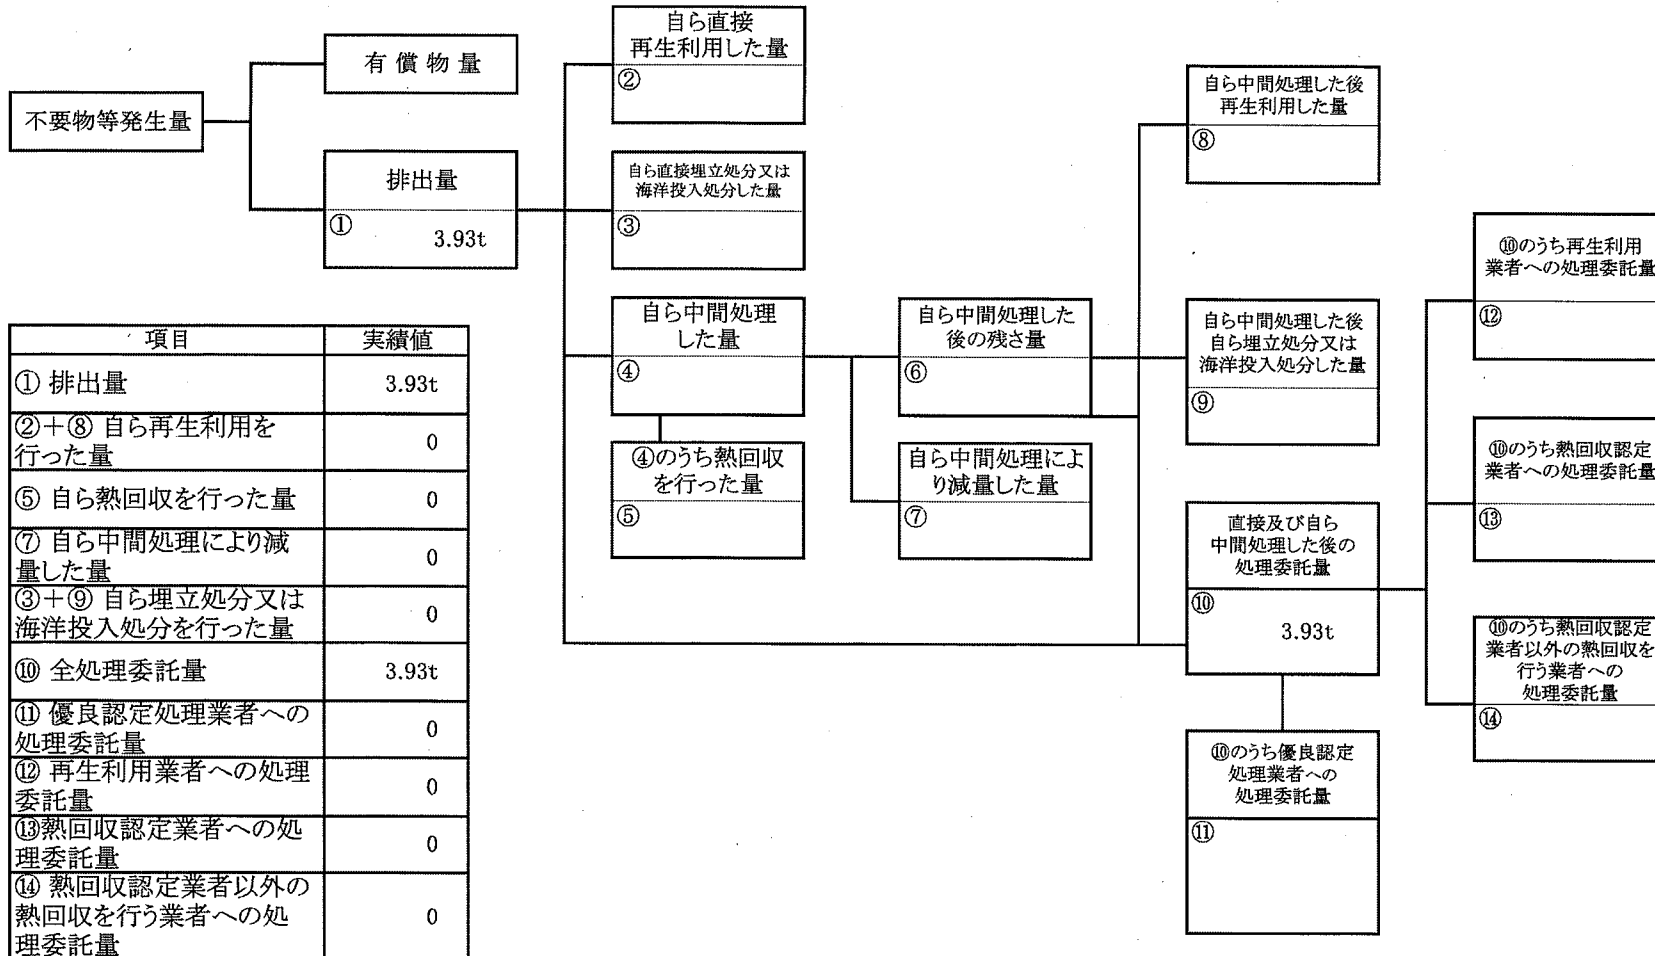 不要物等発生量
有償物量
排出量
①
3.93t
自ら直接
再生利用した量
②
自ら直接埋立処分又は
海洋投入処分した量
③
自ら中間処理
した量
④
④のうち熱回収
を行った量
⑤
自ら中間処理した
後の残さ量
⑥
自ら中間処理によ
り減量した量
⑦
自ら中間処理した後
再生利用した量
⑧
自ら中間処理した後
自ら埋立処分又は
海洋投入処分した量
⑨
直接及び自ら
中間処理した後の
処理委託量
⑩
3.93t
⑩のうち優良認定
処理業者への
処理委託量
⑪
⑩のうち再生利用
業者への処理委託量
⑫
⑩のうち熱回収認定
業者への処理委託量
⑬
⑩のうち熱回収認定
業者以外の熱回収を
行う業者への
処理委託量
⑭
項目 実績値
① 排出量 3.93t
②+⑧ 自ら再生利用を
行った量 0
⑤ 自ら熱回収を行った量 0
⑦ 自ら中間処理により減
量した量 0
③+⑨ 自ら埋立処分又は
海洋投入処分を行った量 0
⑩ 全処理委託量 3.93t
⑪ 優良認定処理業者への
処理委託量 0
⑫ 再生利用業者への処理
委託量 0
⑬熱回収認定業者への処
理委託量 0
⑭ 熱回収認定業者以外の
熱回収を行う業者への処 0
理委託量